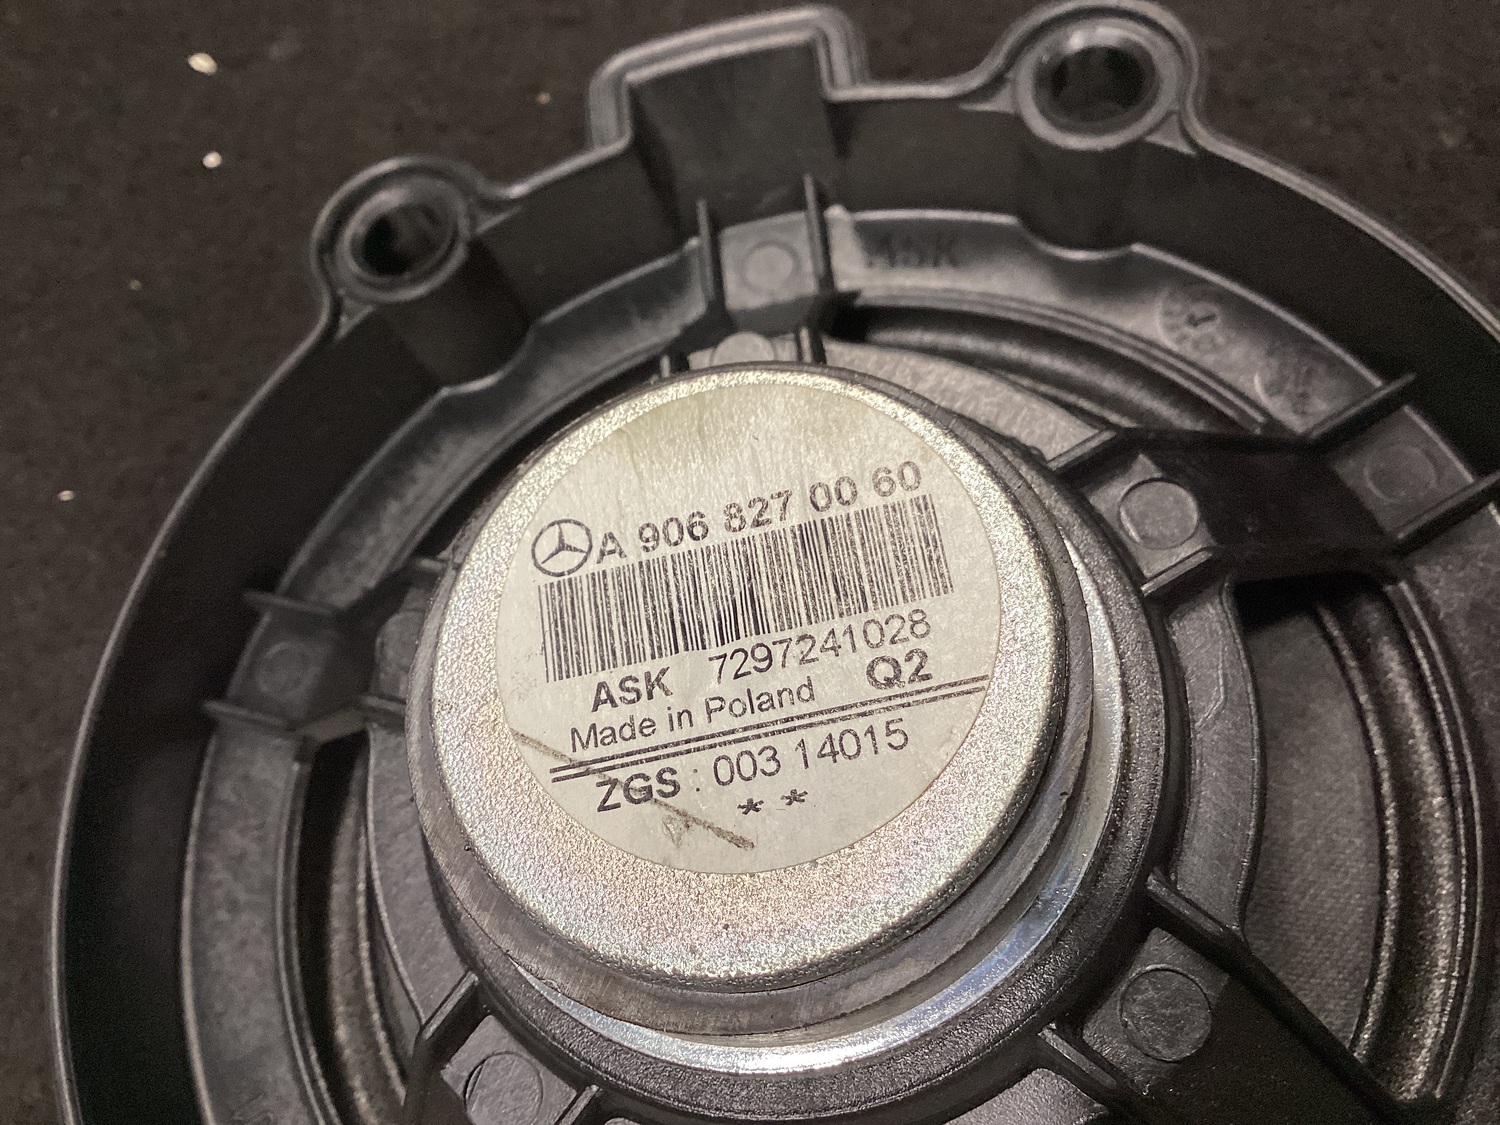 ASK
A 906 827 00 60
ASK 7297241028
Made in Poland Q2
ZGS : 003 14015
* *